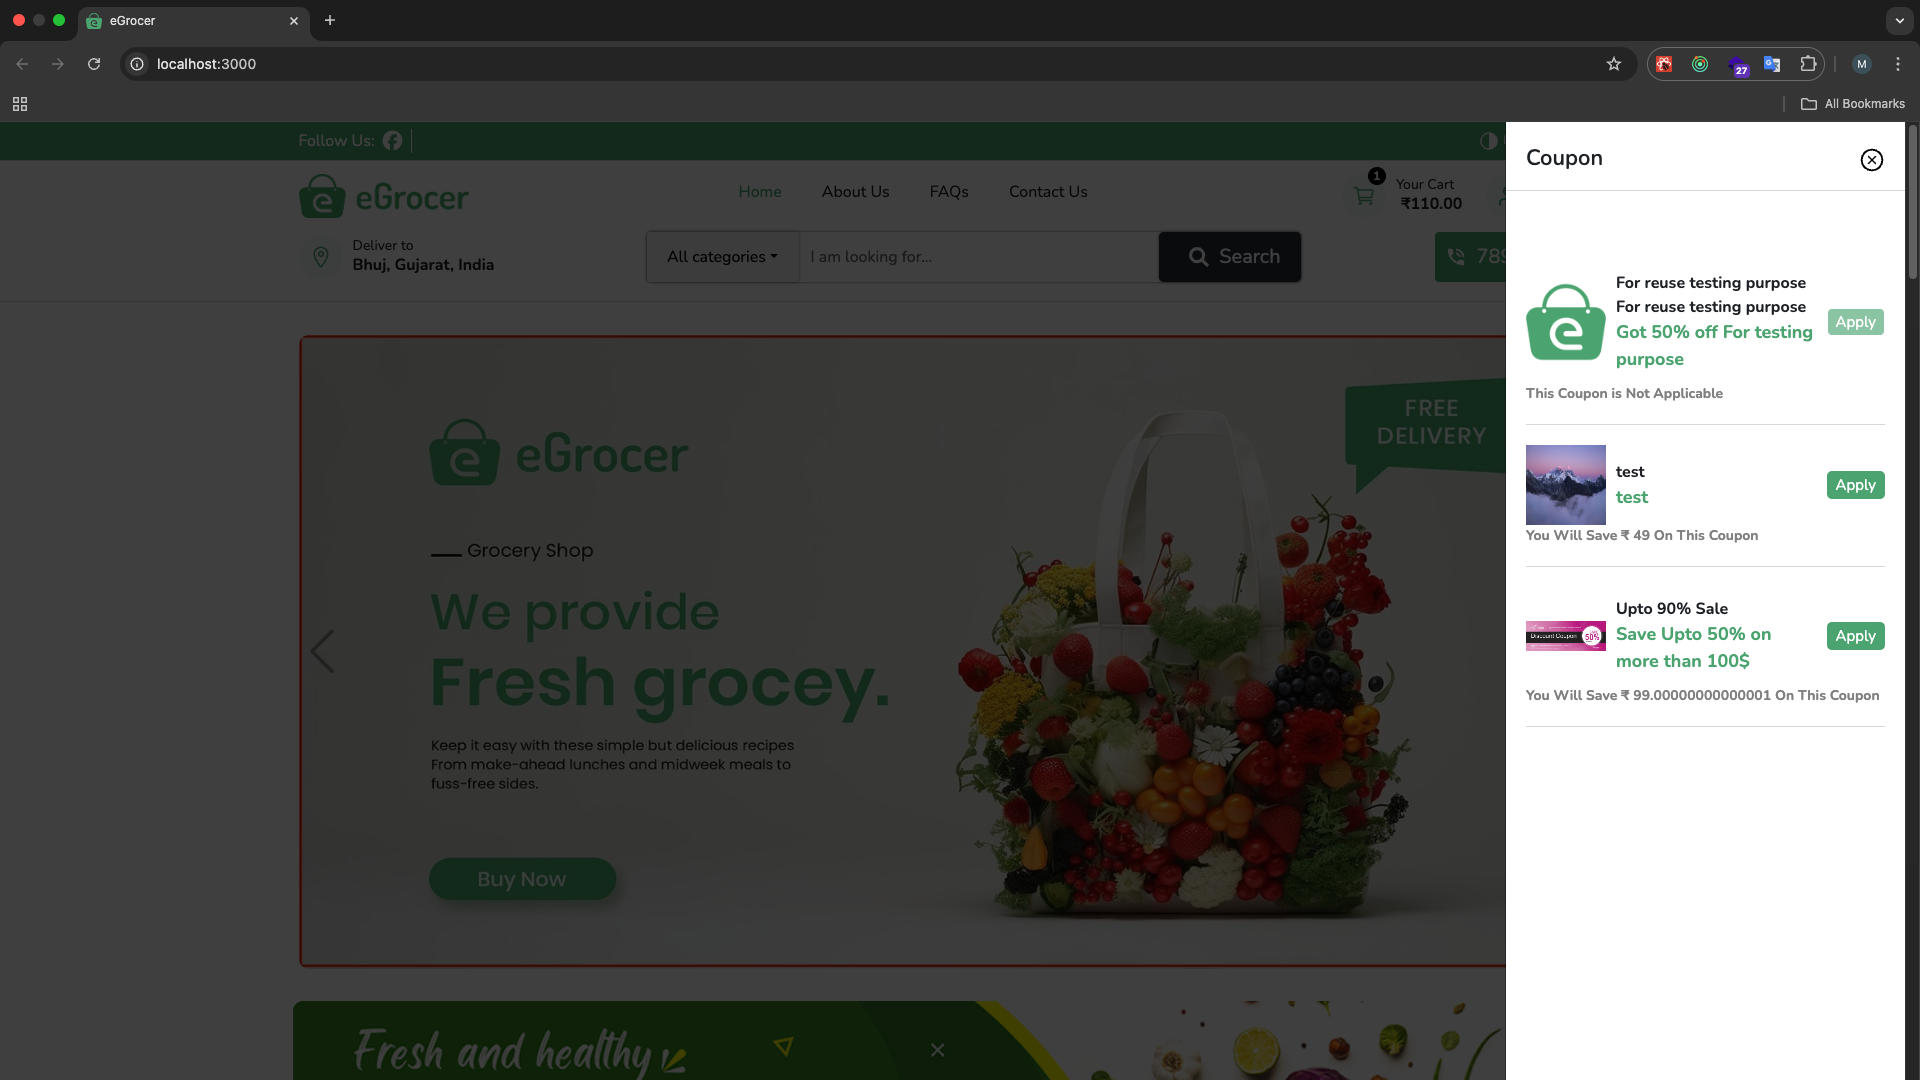 eGrocer
localhost:3000
27
M
All Bookmarks
Follow Us:
eGrocer
Home
About Us
FAQs
Contact Us
1
Your Cart
₹110.00
Deliver to
Bhuj, Gujarat, India
All categories
I am looking for...
Search
789
FREE
DELIVERY
eGrocer
Grocery Shop
We provide
Fresh grocey.
Keep it easy with these simple but delicious recipes
From make-ahead lunches and midweek meals to
fuss-free sides.
Buy Now
Fresh and healthy
Coupon
For reuse testing purpose
For reuse testing purpose
Got 50% off For testing
purpose
Apply
This Coupon is Not Applicable
test
test
Apply
You Will Save ₹ 49 On This Coupon
Discount Coupon
50%
Upto 90% Sale
Save Upto 50% on
more than 100$
Apply
You Will Save ₹ 99.00000000000001 On This Coupon